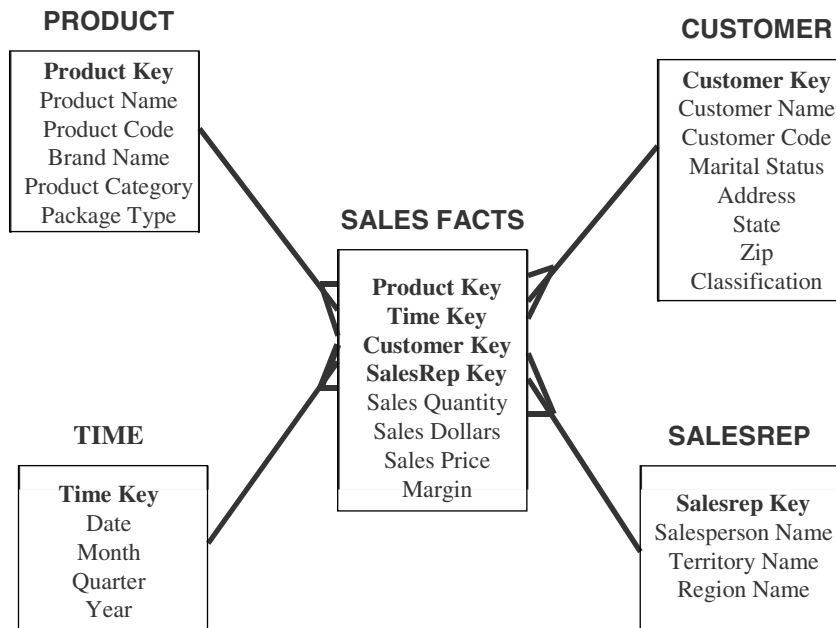 PRODUCT
Product Key
Product Name
Product Code
Brand Name
Product Category
Package Type
CUSTOMER
Customer Key
Customer Name
Customer Code
Marital Status
Address
State
Zip
Classification
SALES FACTS
Product Key
Time Key
Customer Key
SalesRep Key
Sales Quantity
Sales Dollars
Sales Price
Margin
TIME
Time Key
Date
Month
Quarter
Year
SALESREP
Salesrep Key
Salesperson Name
Territory Name
Region Name